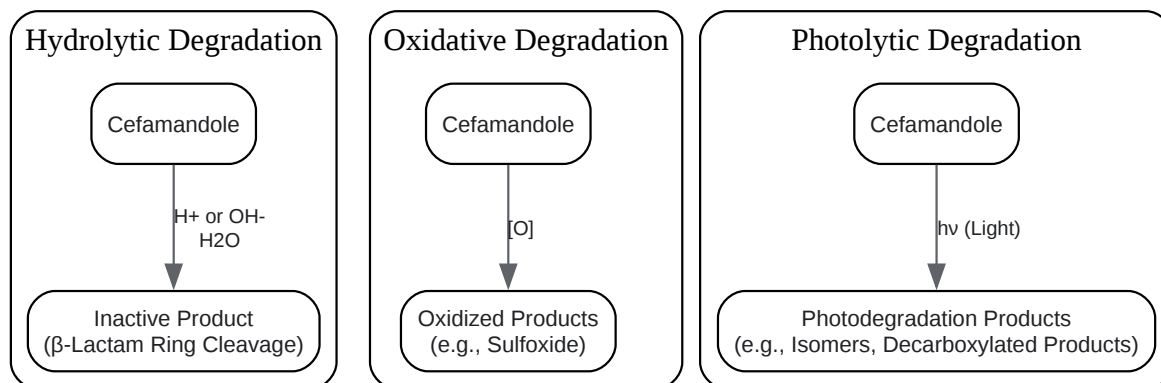 Hydrolytic Degradation
Cefamandole
H+ or OH-
H2O
Inactive Product
(β-Lactam Ring Cleavage)
Oxidative Degradation
Cefamandole
[O]
Oxidized Products
(e.g., Sulfoxide)
Photolytic Degradation
Cefamandole
hν (Light)
Photodegradation Products
(e.g., Isomers, Decarboxylated Products)